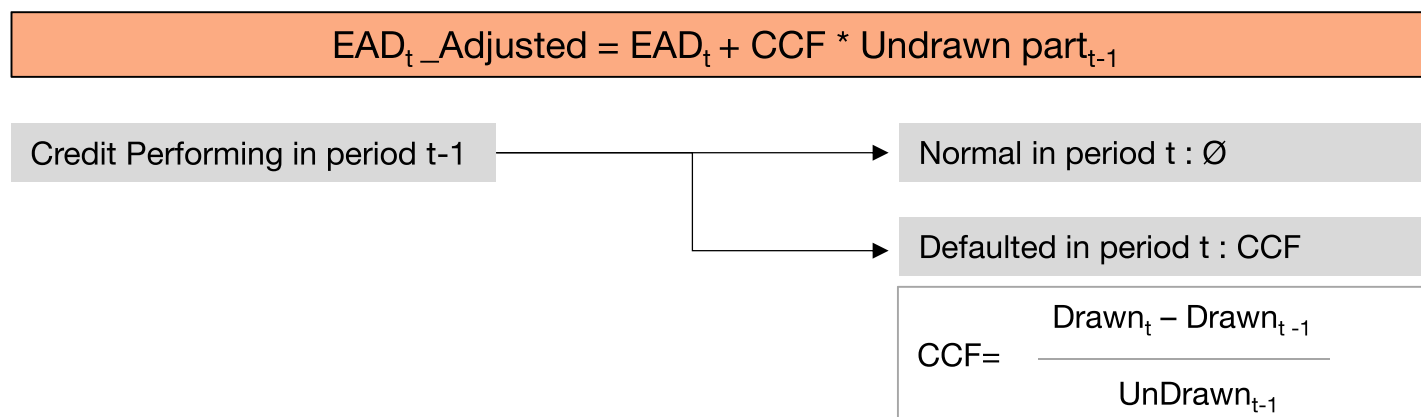 EADt _Adjusted = EADt + CCF * Undrawn partt-1
Credit Performing in period t-1
Normal in period t : Ø
Defaulted in period t : CCF
Drawnt – Drawnt -1
CCF=
UnDrawnt-1